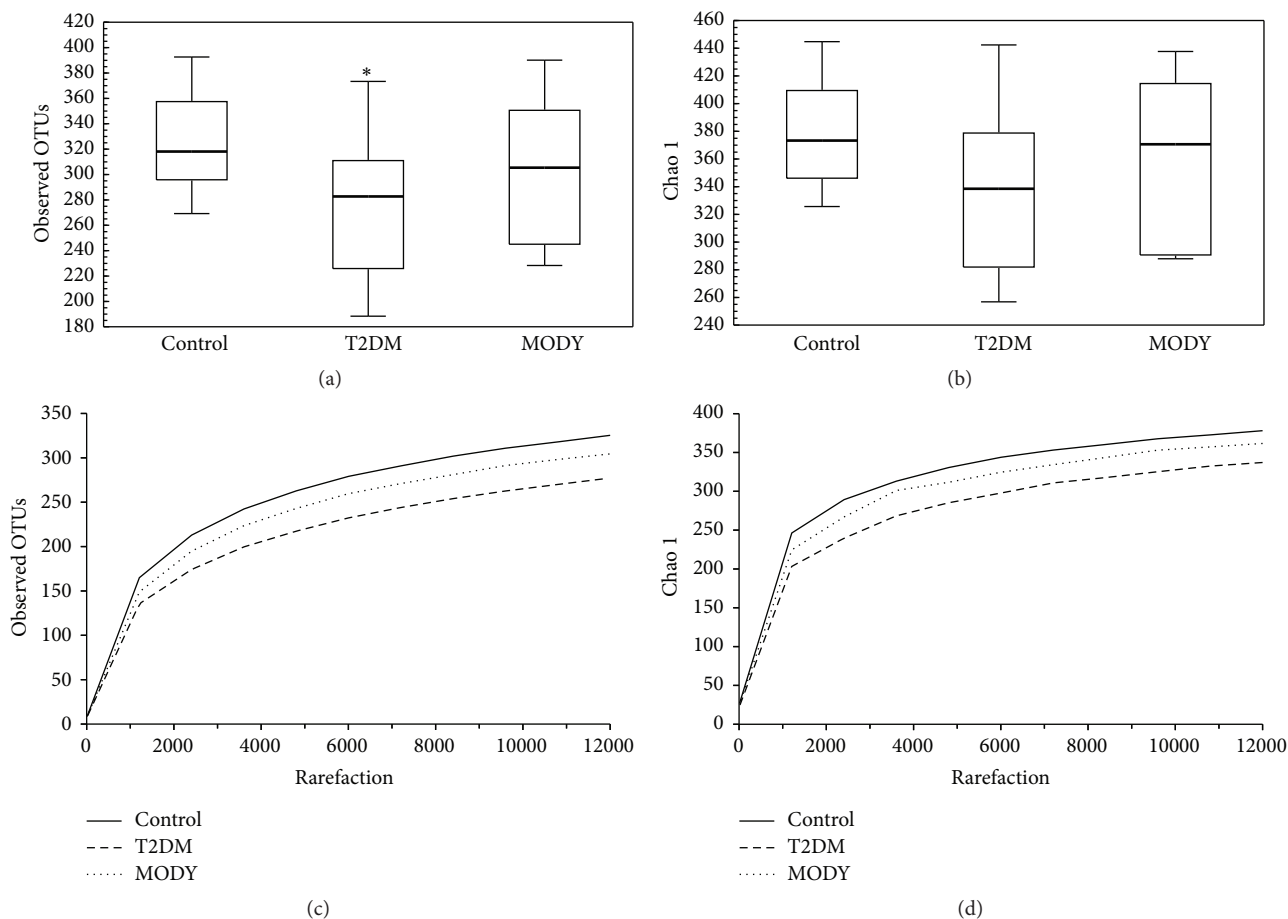 Observed OTUs
420
400
380
360
340
320
300
280
260
240
220
200
180
*
Control T2DM MODY
(a)
Chao 1
460
440
420
400
380
360
340
320
300
280
260
240
Control T2DM MODY
(b)
Observed OTUs
350
300
250
200
150
100
50
0
0 2000 4000 6000 8000 10000 12000
Rarefaction
Control
T2DM
MODY
(c)
Chao 1
400
350
300
250
200
150
100
50
0
0 2000 4000 6000 8000 10000 12000
Rarefaction
Control
T2DM
MODY
(d)